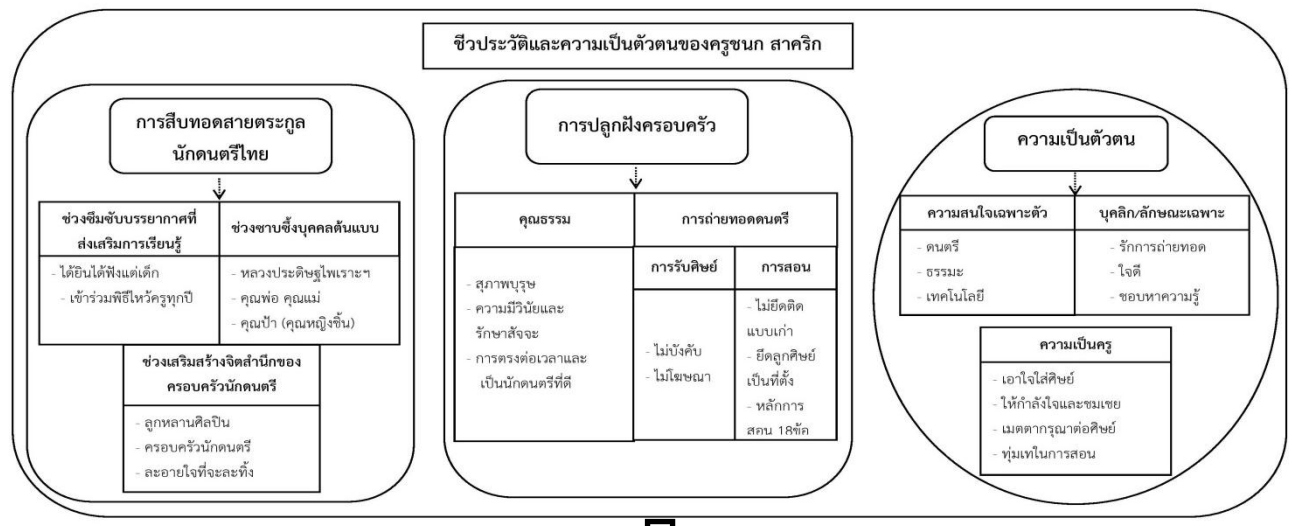 ชีวประวัติและความเป็นตัวตนของครูชนก สาคริก
การสืบทอดสายตระกูล
นักดนตรีไทย
ช่วงซึมซับบรรยากาศที่
ส่งเสริมการเรียนรู้
- ได้ยินได้ฟังแต่เด็ก
- เข้าร่วมพิธีไหว้ครูทุกปี
ช่วงซาบซึ้งบุคคลต้นแบบ
- หลวงประดิษฐไพเราะฯ
- คุณพ่อ คุณแม่
- คุณป้า (คุณหญิงชิ้น)
ช่วงเสริมสร้างจิตสำนึกของ
ครอบครัวนักดนตรี
- ลูกหลานศิลปิน
- ครอบครัวนักดนตรี
- ละอายใจที่จะละทิ้ง
การปลูกฝังครอบครัว
คุณธรรม
- สุภาพบุรุษ
- ความมีวินัยและ
รักษาสัจจะ
- การตรงต่อเวลาและ
เป็นนักดนตรีที่ดี
การถ่ายทอดดนตรี
การรับศิษย์
- ไม่บังคับ
- ไม่โฆษณา
การสอน
- ไม่ยึดติด
แบบเก่า
- ยึดลูกศิษย์
เป็นที่ตั้ง
- หลักการ
สอน 18ข้อ
ความเป็นตัวตน
ความสนใจเฉพาะตัว
- ดนตรี
- ธรรมะ
- เทคโนโลยี
บุคลิก/ลักษณะเฉพาะ
- รักการถ่ายทอด
- ใจดี
- ชอบหาความรู้
ความเป็นครู
- เอาใจใส่ศิษย์
- ให้กำลังใจและชมเชย
- เมตตากรุณาต่อศิษย์
- ทุ่มเทในการสอน